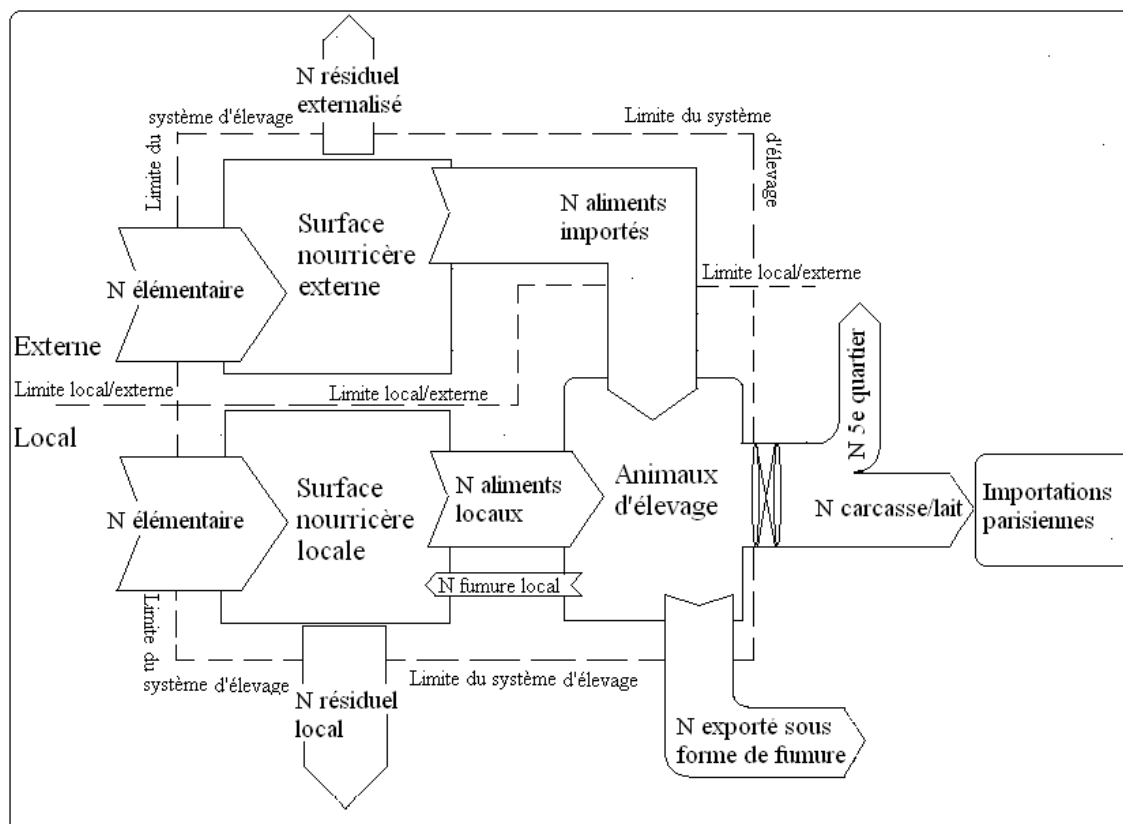 N résiduel
externalisé
système d'élevage
Limite du système
Limite du
d'élevage
Surface
nourricère
externe
N aliments
importés
N élémentaire
Limite local/externe
Externe
Limite local/externe
Limite local/externe
Local
N 5e quartier
Surface
nourricère
locale
N aliments
locaux
Animaux
d'élevage
N élémentaire
N carcasse/lait
Importations
parisiennes
N fumure local
Limite du
système d'élevage
Limite du système d'élevage
N résiduel
local
N exporté sous
forme de fumure